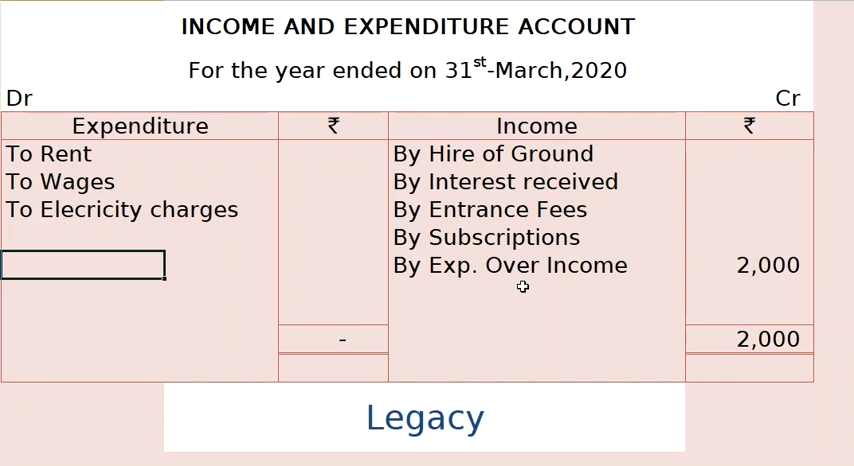 INCOME AND EXPENDITURE ACCOUNT
For the year ended on 31st-March,2020
Dr Cr
Expenditure ₹ Income ₹
To Rent By Hire of Ground
To Wages By Interest received
To Elecricity charges By Entrance Fees
By Subscriptions
By Exp. Over Income 2,000
- 2,000
Legacy